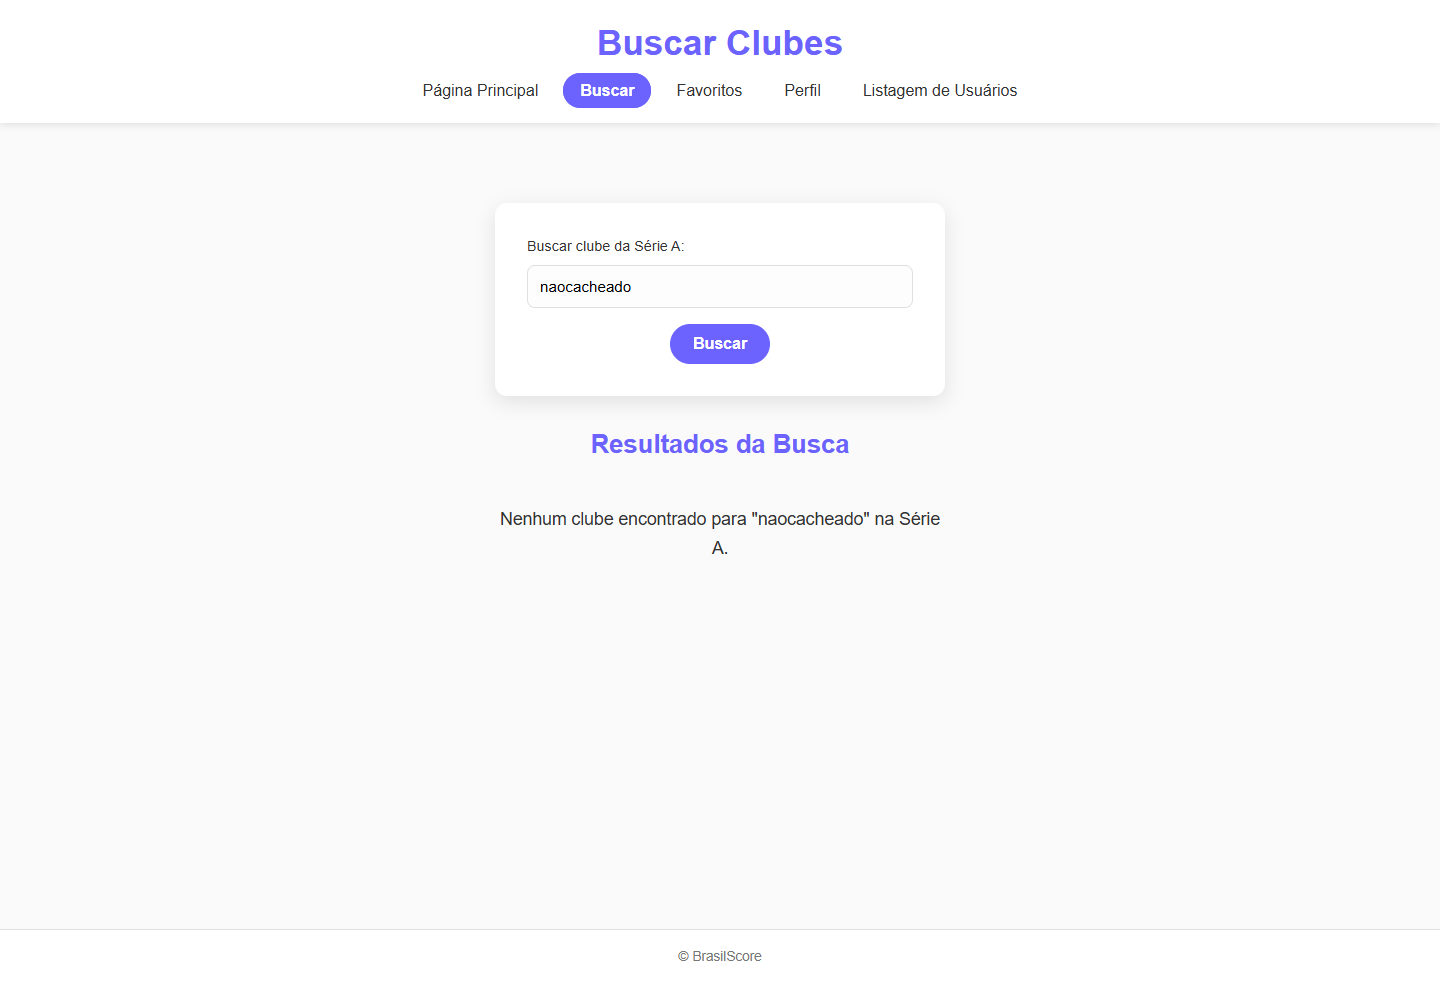 Buscar Clubes
Página Principal Buscar Favoritos Perfil Listagem de Usuários
Buscar clube da Série A:
naocacheado
Buscar
Resultados da Busca
Nenhum clube encontrado para "naocacheado" na Série
A.
© BrasilScore